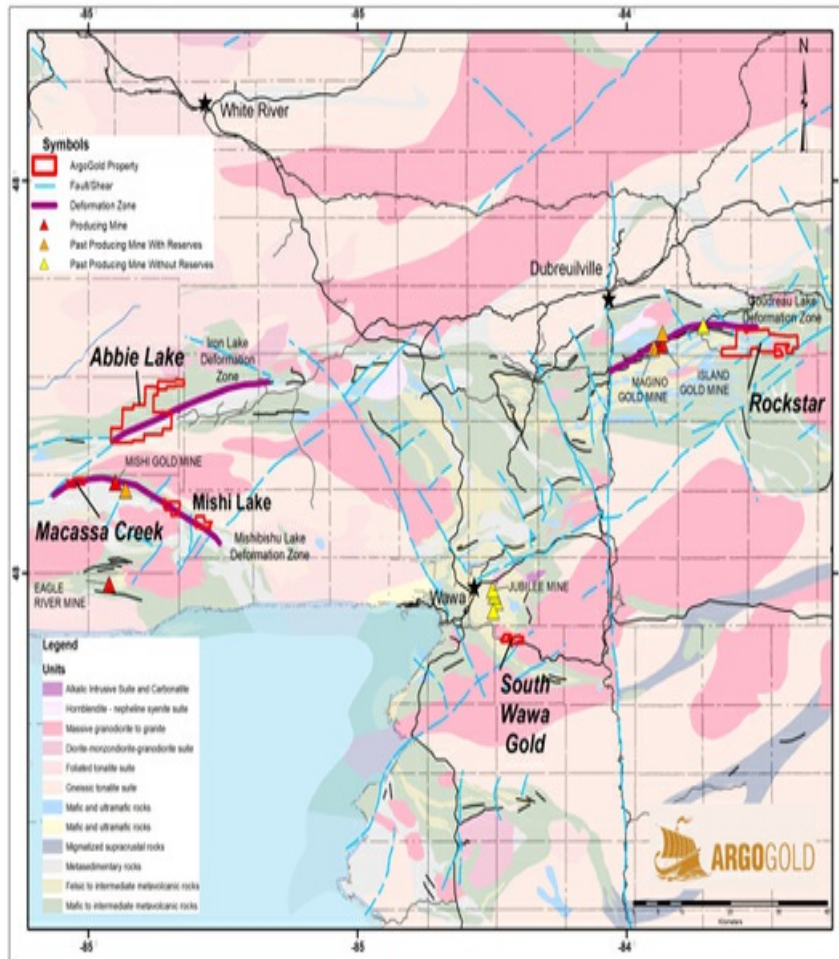 -85
-85
-84
N
White River
Symbols
ArgoGold Property
Fault/Shear
Deformation Zone
Producing Mine
Past Producing Mine With Reserves
Past Producing Mine Without Reserves
Dubreuilville
Goudreau Lake
Deformation Zone
Iron Lake
Deformation
Zone
Abbie Lake
MAGINO
GOLD MINE
ISLAND
GOLD MINE
Rockstar
MISHI GOLD MINE
Macassa Creek
Mishi Lake
Mishibishu Lake
Deformation Zone
EAGLE
RIVER MINE
Wawa
JUBILEE MINE
South
Wawa
Gold
Legend
Units
Alkalic Intrusive Suite and Carbonatite
Hornblendite - nepheline syenite suite
Massive granodiorite to granite
Diorite-monzondiorite-granodiorite suite
Foliated tonalite suite
Gneissic tonalite suite
Mafic and ultramafic rocks
Mafic and ultramafic rocks
Migmatized supracrustal rocks
Metasedimentary rocks
Felsic to intermediate metavolcanic rocks
Mafic to intermediate metavolcanic rocks
ARGOGOLD
Kilometers
-85
-85
-84